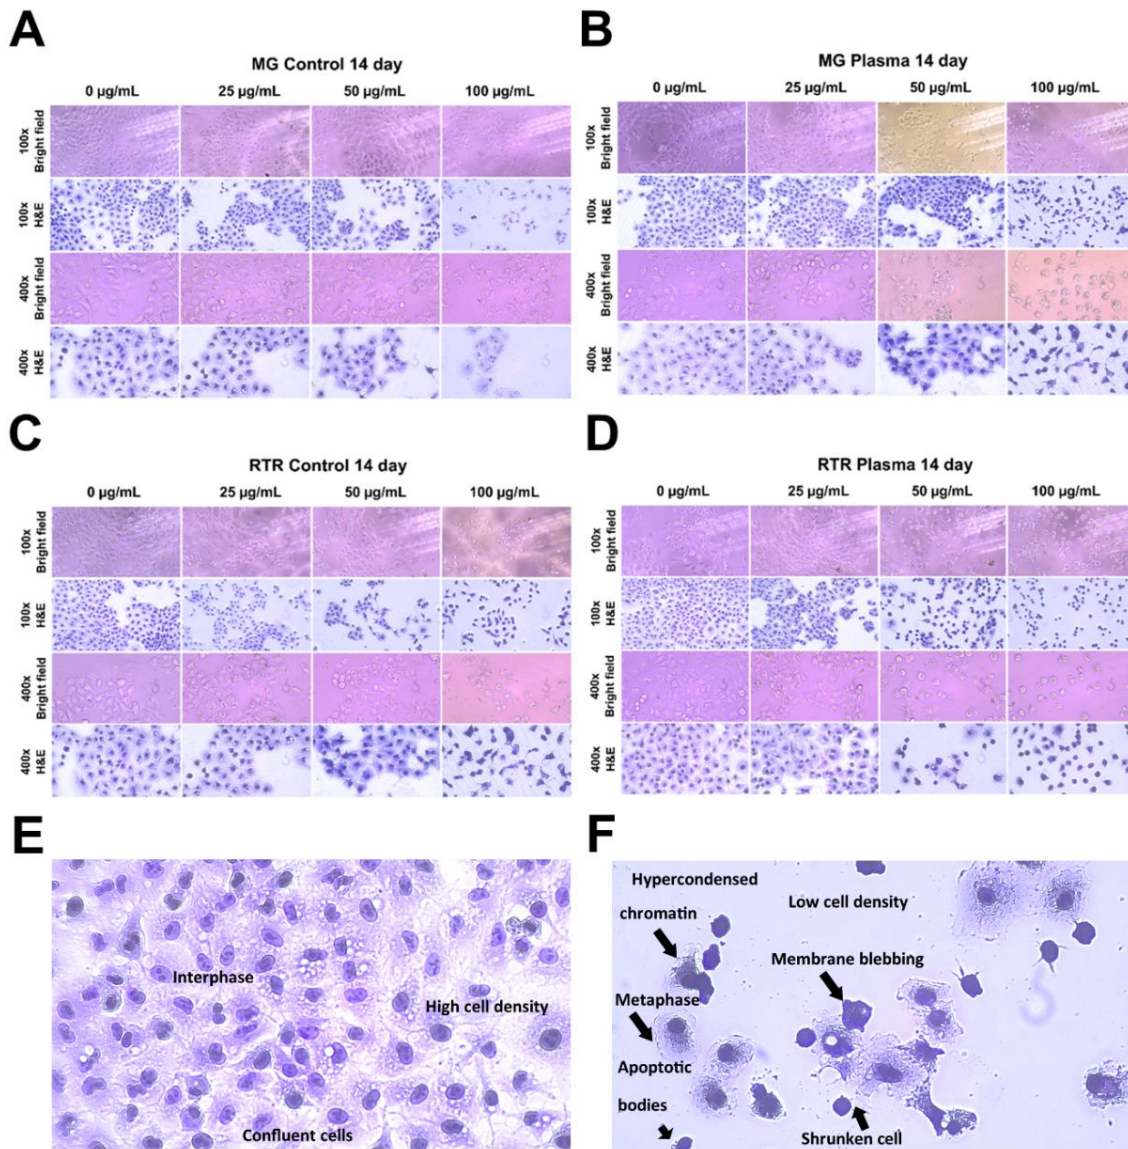 A
MG Control 14 day
0 µg/mL 25 µg/mL 50 µg/mL 100 µg/mL
100x
Bright field
100x
H&E
400x
Bright field
400x
H&E
B
MG Plasma 14 day
0 µg/mL 25 µg/mL 50 µg/mL 100 µg/mL
100x
Bright field
100x
H&E
400x
Bright field
400x
H&E
C
RTR Control 14 day
0 µg/mL 25 µg/mL 50 µg/mL 100 µg/mL
100x
Bright field
100x
H&E
400x
Bright field
400x
H&E
D
RTR Plasma 14 day
0 µg/mL 25 µg/mL 50 µg/mL 100 µg/mL
100x
Bright field
100x
H&E
400x
Bright field
400x
H&E
E
Interphase
High cell density
Confluent cells
F
Hypercondensed
chromatin
Low cell density
Membrane blebbing
Metaphase
Apoptotic
bodies
Shrunken cell